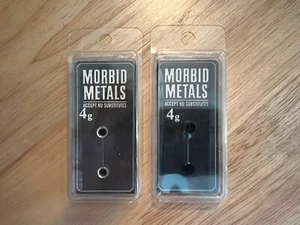 MORBID
METALS
ACCEPT NO SUBSTITUTES
4g
MORBID
METALS
ACCEPT NO SUBSTITUTES
4g